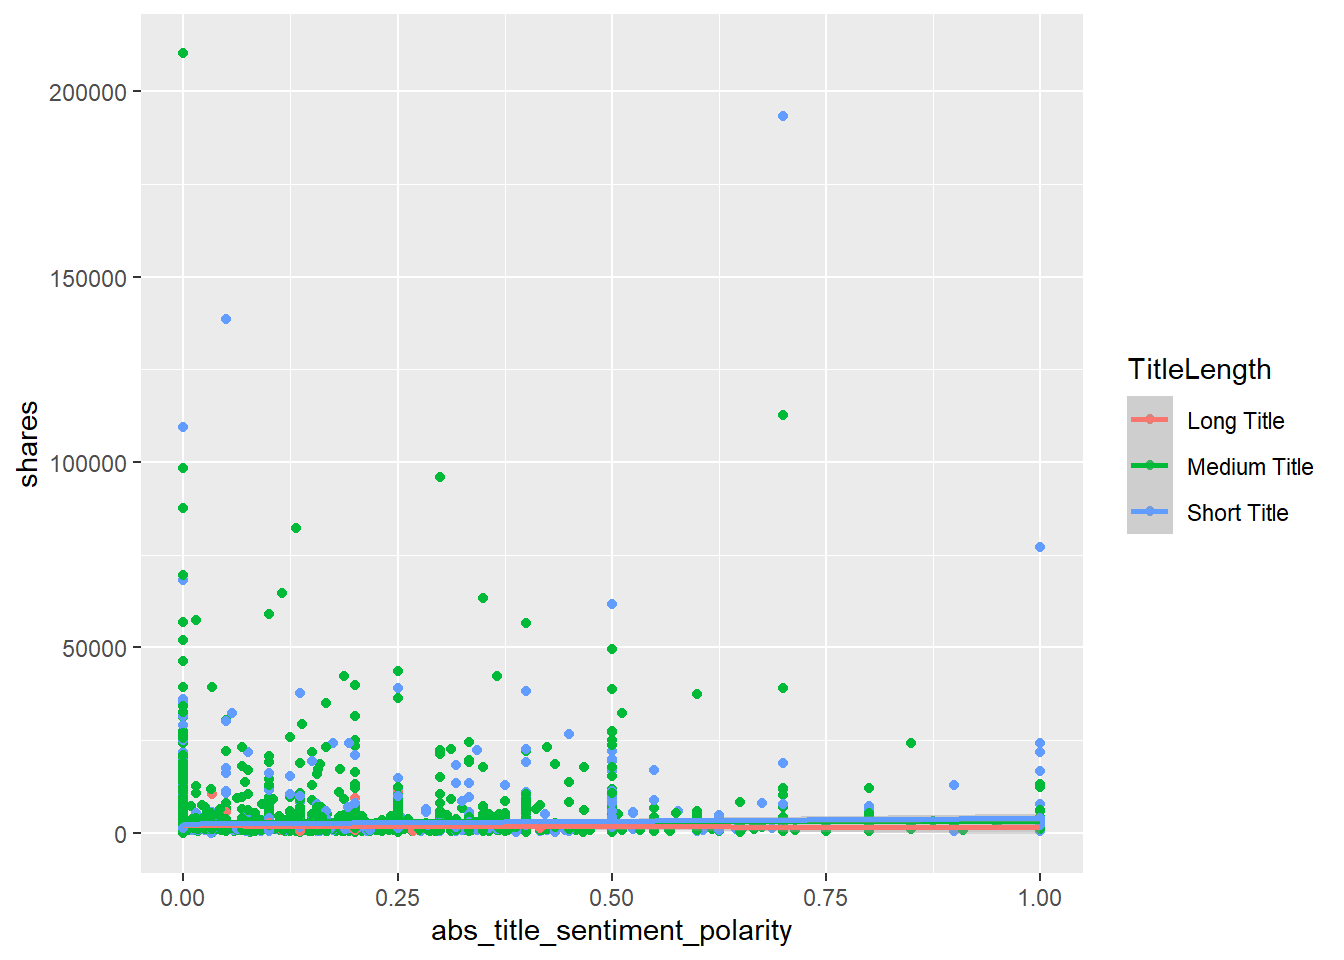 200000
150000
100000
50000
0
shares
0.00 0.25 0.50 0.75 1.00
abs_title_sentiment_polarity
TitleLength
Long Title
Medium Title
Short Title